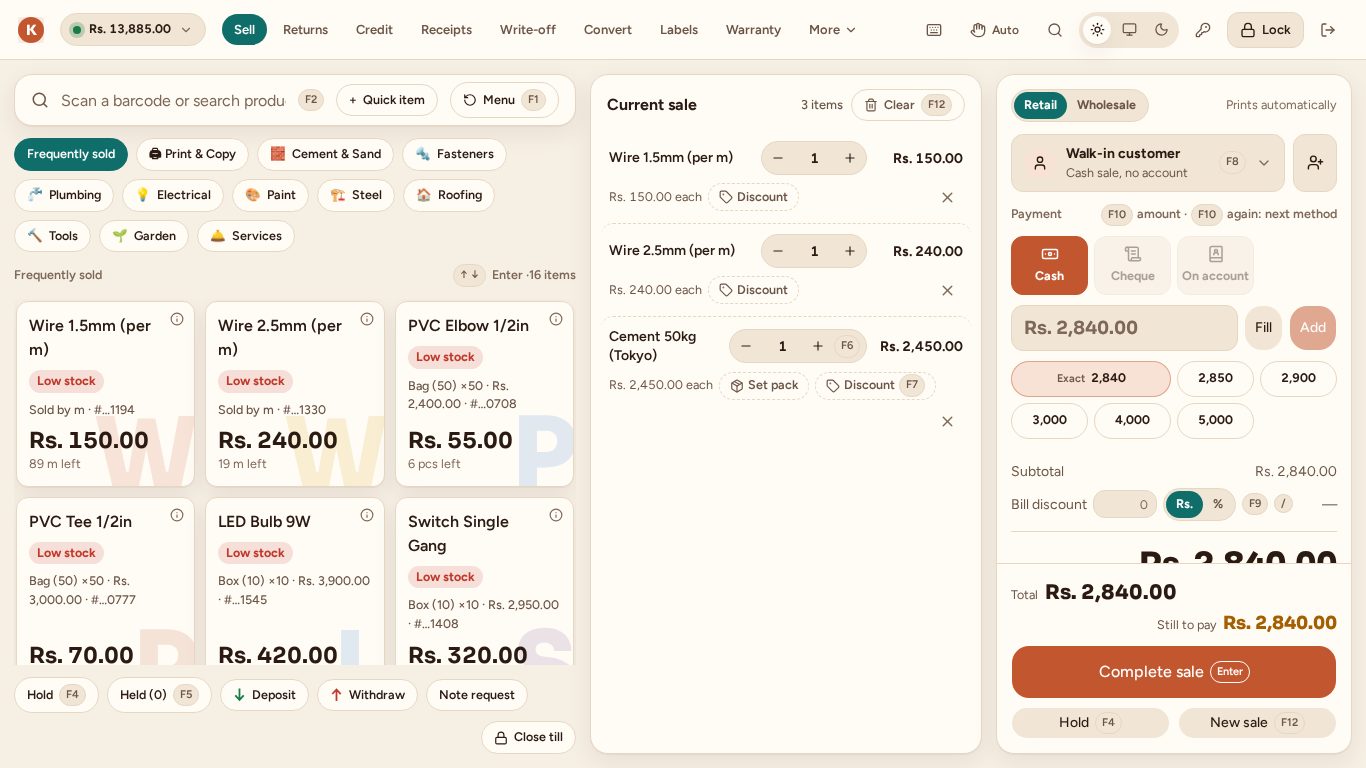 K Rs. 13,885.00 Sell Returns Credit Receipts Write-off Convert Labels Warranty More Auto Lock
Scan a barcode or search produ F2 + Quick item Menu F1
Frequently sold Print & Copy Cement & Sand Fasteners
Plumbing Electrical Paint Steel Roofing
Tools Garden Services
Frequently sold ↑↓ Enter ·16 items
Wire 1.5mm (per m)
Low stock
Sold by m · #…1194
Rs. 150.00
89 m left
W
Wire 2.5mm (per m)
Low stock
Sold by m · #…1330
Rs. 240.00
19 m left
W
PVC Elbow 1/2in
Low stock
Bag (50) ×50 · Rs.
2,400.00 · #…0708
Rs. 55.00
6 pcs left
P
PVC Tee 1/2in
Low stock
Bag (50) ×50 · Rs.
3,000.00 · #…0777
Rs. 70.00
LED Bulb 9W
Low stock
Box (10) ×10 · Rs. 3,900.00
· #…1545
Rs. 420.00
Switch Single
Gang
Low stock
Box (10) ×10 · Rs. 2,950.00
· #…1408
Rs. 320.00
S
Hold F4 Held (0) F5 Deposit Withdraw Note request
Close till
Current sale 3 items Clear F12
Wire 1.5mm (per m) − 1 + Rs. 150.00
Rs. 150.00 each Discount ×
Wire 2.5mm (per m) − 1 + Rs. 240.00
Rs. 240.00 each Discount ×
Cement 50kg
(Tokyo) − 1 + F6 Rs. 2,450.00
Rs. 2,450.00 each Set pack Discount F7
×
Retail Wholesale Prints automatically
Walk-in customer
Cash sale, no account F8
Payment F10 amount · F10 again: next method
Cash Cheque On account
Rs. 2,840.00 Fill Add
Exact 2,840 2,850 2,900
3,000 4,000 5,000
Subtotal Rs. 2,840.00
Bill discount 0 Rs. % F9 / —
Rs. 2,840.00
Total Rs. 2,840.00
Still to pay Rs. 2,840.00
Complete sale Enter
Hold F4 New sale F12